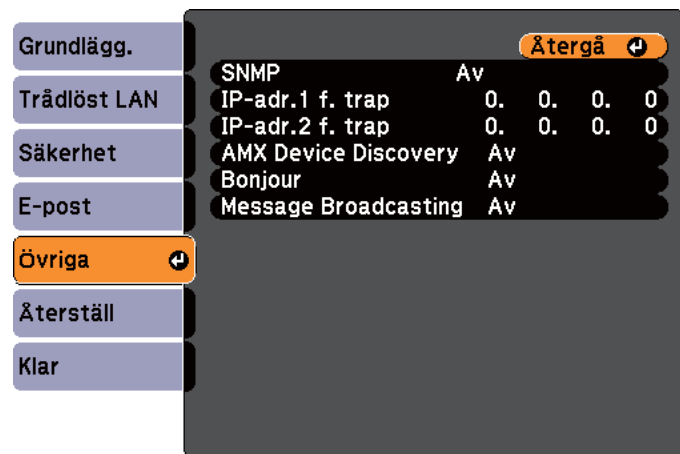 Grundlägg.
Trådlöst LAN
Säkerhet
E-post
Övriga
Återställ
Klar
Återgå
SNMP Av
IP-adr.1 f. trap 0. 0. 0. 0
IP-adr.2 f. trap 0. 0. 0. 0
AMX Device Discovery Av
Bonjour Av
Message Broadcasting Av